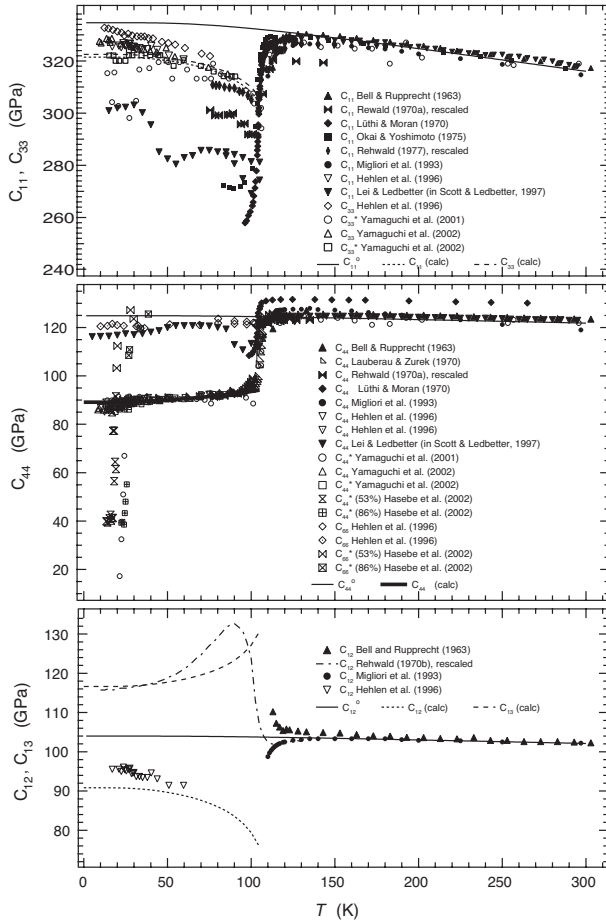 C₁₁, C₃₃ (GPa)
320
300
280
260
240
C₁₁ Bell & Rupprecht (1963)
C₁₁ Rewald (1970a), rescaled
C₁₁ Lüthi & Moran (1970)
C₁₁ Okai & Yoshimoto (1975)
C₁₁ Rehwald (1977), rescaled
C₁₁ Migliori et al. (1993)
C₁₁ Hehlen et al. (1996)
C₁₁ Lei & Ledbetter (in Scott & Ledbetter, 1997)
C₃₃ Hehlen et al. (1996)
C₃₃* Yamaguchi et al. (2001)
C₃₃ Yamaguchi et al. (2002)
C₃₃* Yamaguchi et al. (2002)
C₁₁° C₁₁ (calc) C₃₃ (calc)
C₄₄ (GPa)
120
100
80
60
40
20
C₄₄ Bell & Rupprecht (1963)
C₄₄ Lauberau & Zurek (1970)
C₄₄ Rehwald (1970a), rescaled
C₄₄ Lüthi & Moran (1970)
C₄₄ Migliori et al. (1993)
C₄₄ Hehlen et al. (1996)
C₄₄ Hehlen et al. (1996)
C₄₄ Lei & Ledbetter (in Scott & Ledbetter, 1997)
C₄₄* Yamaguchi et al. (2001)
C₄₄ Yamaguchi et al. (2002)
C₄₄* Yamaguchi et al. (2002)
C₄₄* (53%) Hasebe et al. (2002)
C₄₄* (86%) Hasebe et al. (2002)
C₆₆ Hehlen et al. (1996)
C₆₆ Hehlen et al. (1996)
C₆₆* (53%) Hasebe et al. (2002)
C₆₆* (86%) Hasebe et al. (2002)
C₄₄° C₄₄ (calc)
C₁₂, C₁₃ (GPa)
130
120
110
100
90
80
C₁₂ Bell and Rupprecht (1963)
C₁₂ Rehwald (1970b), rescaled
C₁₂ Migliori et al. (1993)
C₁₂ Hehlen et al. (1996)
C₁₂° C₁₂ (calc) C₁₃ (calc)
0 50 100 150 200 250 300
T (K)